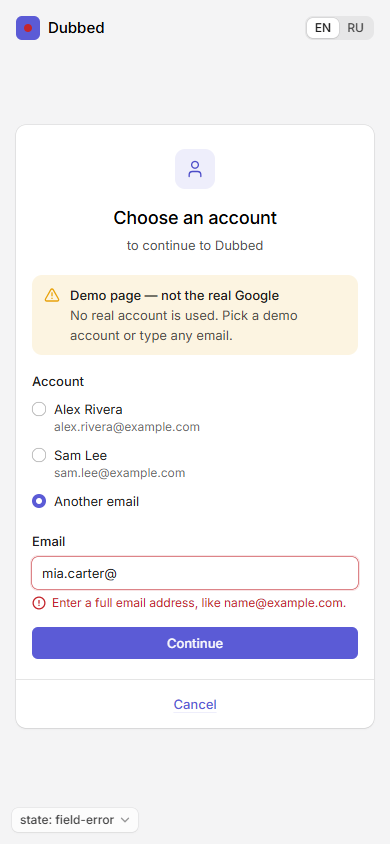 Dubbed
EN RU
Choose an account
to continue to Dubbed
Demo page — not the real Google
No real account is used. Pick a demo
account or type any email.
Account
Alex Rivera
alex.rivera@example.com
Sam Lee
sam.lee@example.com
Another email
Email
mia.carter@
Enter a full email address, like name@example.com.
Continue
Cancel
state: field-error